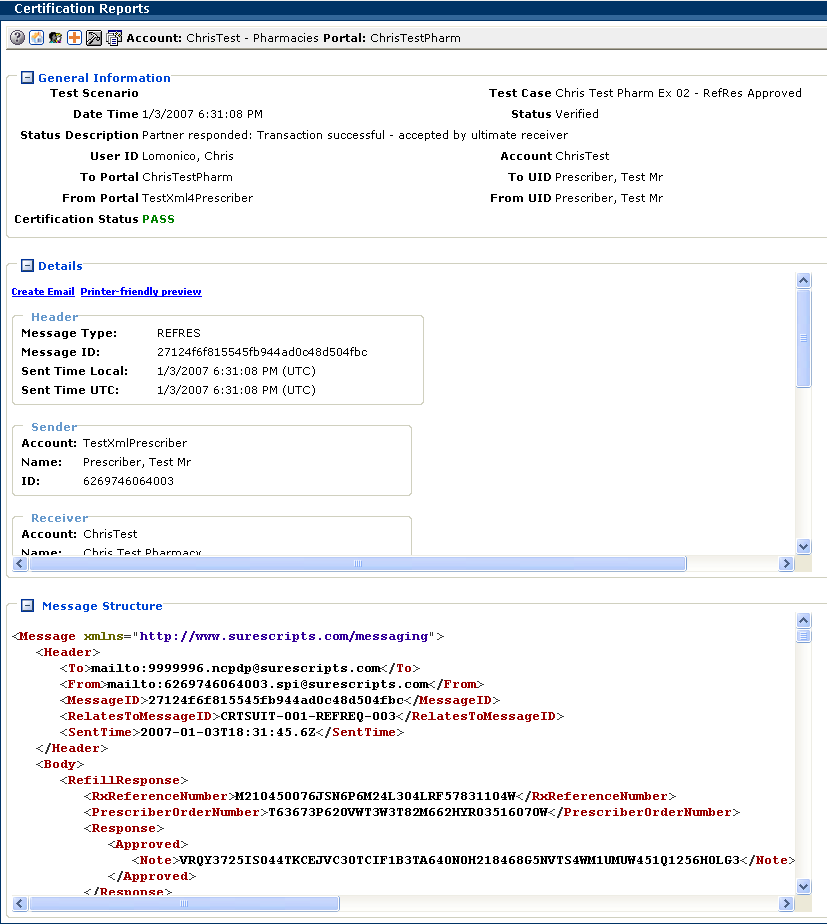 Certification Reports
Account: ChrisTest - Pharmacies Portal: ChrisTestPharm
General Information
Test Scenario Test Case Chris Test Pharm Ex 02 - RefRes Approved
Date Time 1/3/2007 6:31:08 PM Status Verified
Status Description Partner responded: Transaction successful - accepted by ultimate receiver
User ID Lomonico, Chris Account ChrisTest
To Portal ChrisTestPharm To UID Prescriber, Test Mr
From Portal TestXml4Prescriber From UID Prescriber, Test Mr
Certification Status PASS
Details
Create Email Printer-friendly preview
Header
Message Type: REFRES
Message ID: 27124f6f815545fb944ad0c48d504fbc
Sent Time Local: 1/3/2007 6:31:08 PM (UTC)
Sent Time UTC: 1/3/2007 6:31:08 PM (UTC)
Sender
Account: TestXmlPrescriber
Name: Prescriber, Test Mr
ID: 6269746064003
Receiver
Account: ChrisTest
Name: Chris Test Pharmacy
Message Structure
<Message xmlns="http://www.surescripts.com/messaging">
<Header>
<To>mailto:9999996.ncpdp@surescripts.com</To>
<From>mailto:6269746064003.spi@surescripts.com</From>
<MessageID>27124f6f815545fb944ad0c48d504fbc</MessageID>
<RelatesToMessageID>CRTSUIT-001-REFREQ-003</RelatesToMessageID>
<SentTime>2007-01-03T18:31:45.6Z</SentTime>
</Header>
<Body>
<RefillResponse>
<RxReferenceNumber>M210450076JSN6P6M24L304LRF57831104W</RxReferenceNumber>
<PrescriberOrderNumber>T63673P620VWT3W3T82M662HYR03516070W</PrescriberOrderNumber>
<Response>
<Approved>
<Note>VRQY3725IS044TKCEJVC30TCIF1B3TA640N0H218468G5NVTS4WM1UMUW451Q1256H0LG3</Note>
</Approved>
</Response>